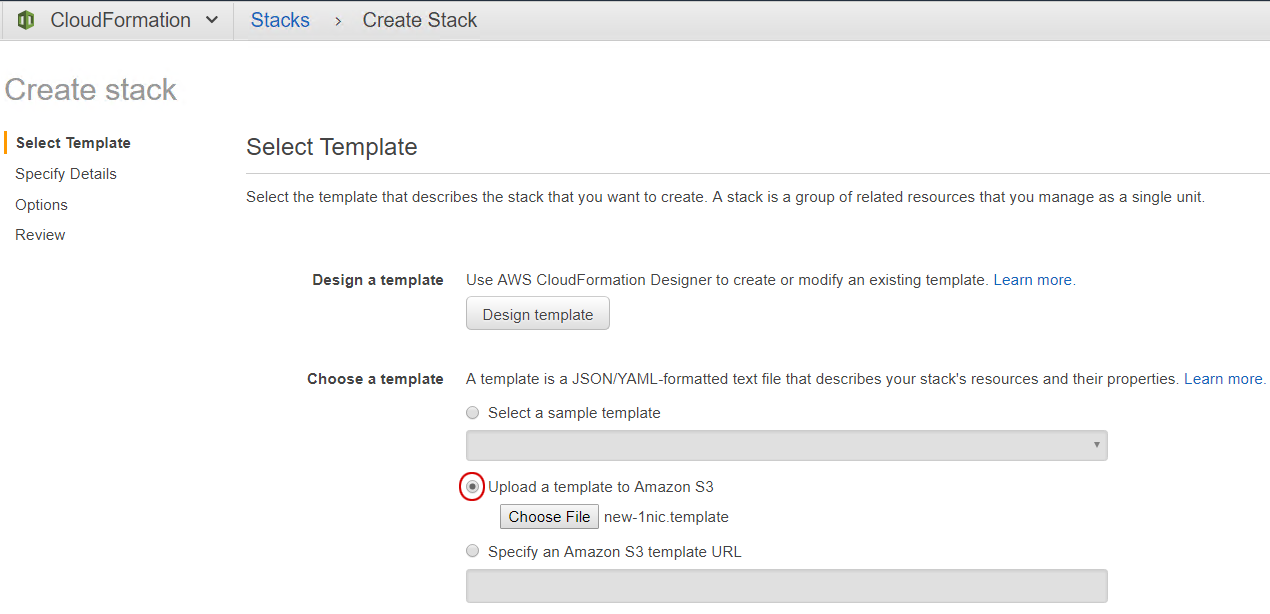 CloudFormation Stacks > Create Stack
Create stack
Select Template
Specify Details
Options
Review
Select Template
Select the template that describes the stack that you want to create. A stack is a group of related resources that you manage as a single unit.
Design a template Use AWS CloudFormation Designer to create or modify an existing template. Learn more.
Design template
Choose a template A template is a JSON/YAML-formatted text file that describes your stack's resources and their properties. Learn more.
Select a sample template
Upload a template to Amazon S3
Choose File new-1nic.template
Specify an Amazon S3 template URL